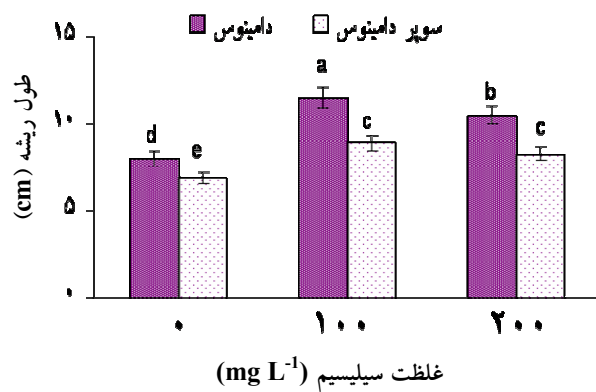 دامینوس سوپر دامینوس
طول ریشه (cm)
۱۵
۱۰
۵
۰
d e a c b c
۰ ۱۰۰ ۲۰۰
غلظت سیلیسیم (mg L⁻¹)